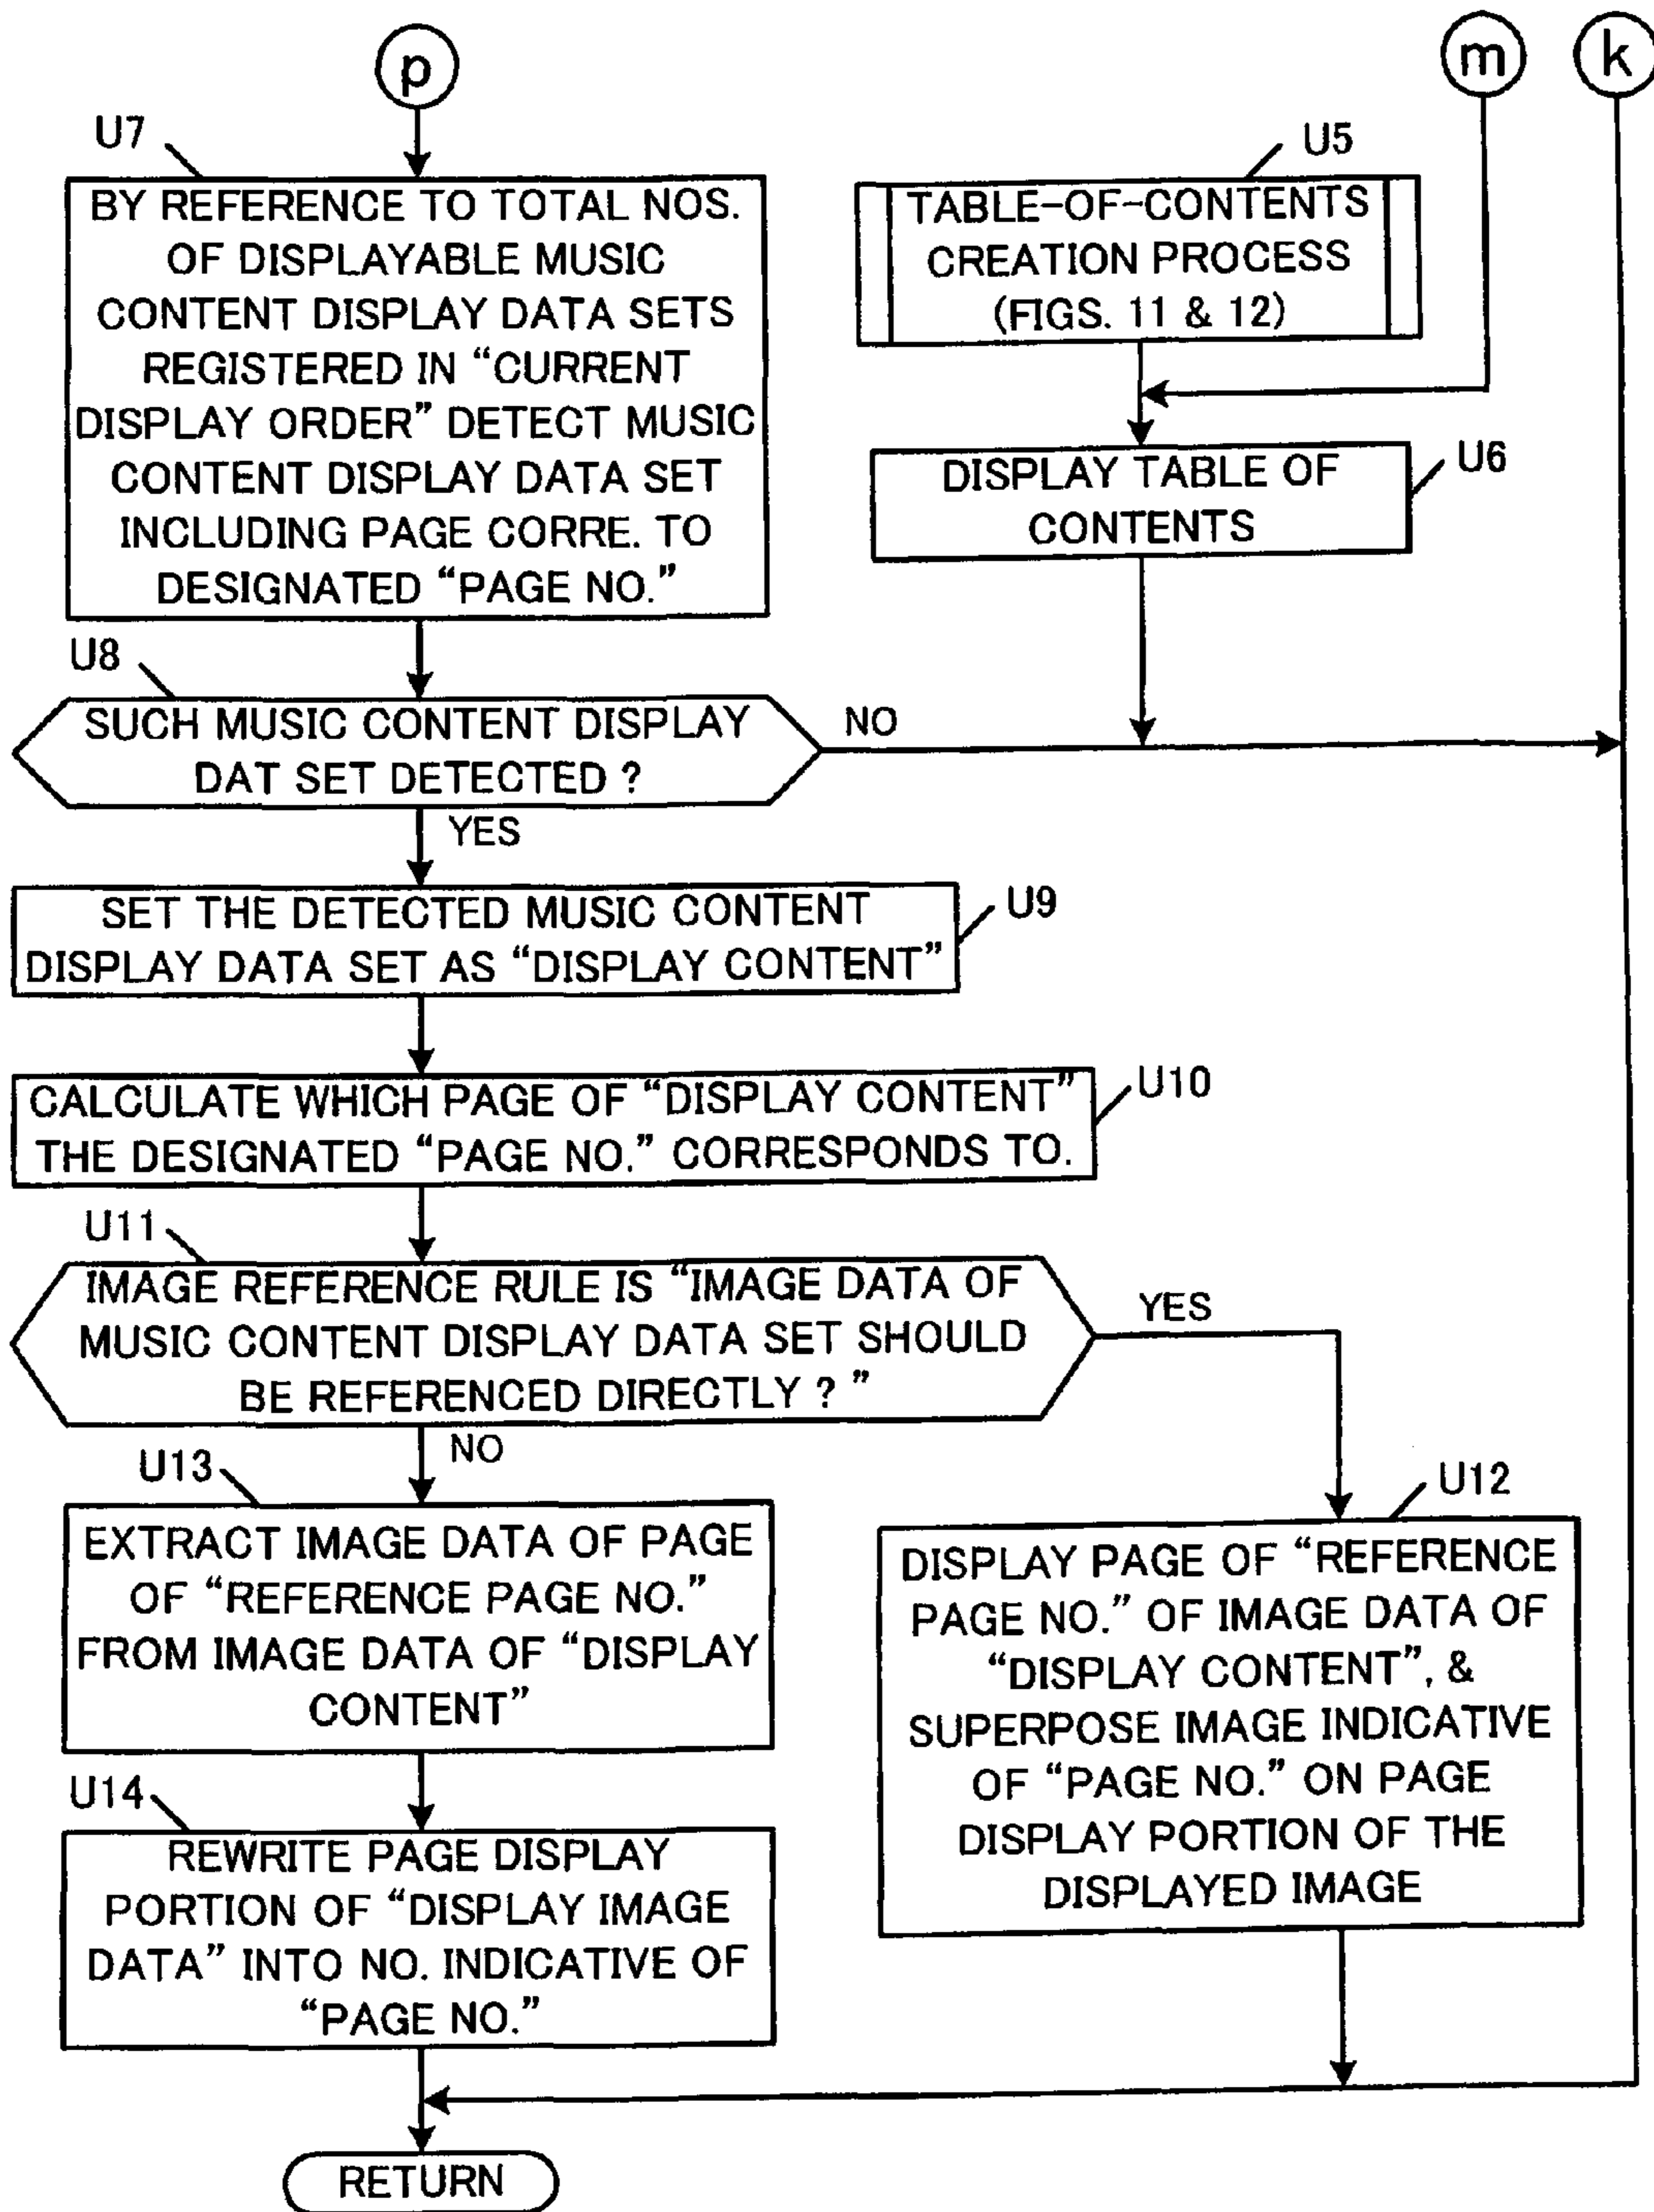 p
m
k
U7
BY REFERENCE TO TOTAL NOS.
OF DISPLAYABLE MUSIC
CONTENT DISPLAY DATA SETS
REGISTERED IN “CURRENT
DISPLAY ORDER” DETECT MUSIC
CONTENT DISPLAY DATA SET
INCLUDING PAGE CORRE. TO
DESIGNATED “PAGE NO.”
U5
TABLE-OF-CONTENTS
CREATION PROCESS
(FIGS. 11 & 12)
U6
DISPLAY TABLE OF
CONTENTS
U8
SUCH MUSIC CONTENT DISPLAY
DAT SET DETECTED ?
NO
YES
SET THE DETECTED MUSIC CONTENT
DISPLAY DATA SET AS “DISPLAY CONTENT”
U9
CALCULATE WHICH PAGE OF “DISPLAY CONTENT”
THE DESIGNATED “PAGE NO.” CORRESPONDS TO.
U10
U11
IMAGE REFERENCE RULE IS “IMAGE DATA OF
MUSIC CONTENT DISPLAY DATA SET SHOULD
BE REFERENCED DIRECTLY ? ”
YES
NO
U13
EXTRACT IMAGE DATA OF PAGE
OF “REFERENCE PAGE NO.”
FROM IMAGE DATA OF “DISPLAY
CONTENT”
U12
DISPLAY PAGE OF “REFERENCE
PAGE NO.” OF IMAGE DATA OF
“DISPLAY CONTENT”, &
SUPERPOSE IMAGE INDICATIVE
OF “PAGE NO.” ON PAGE
DISPLAY PORTION OF THE
DISPLAYED IMAGE
U14
REWRITE PAGE DISPLAY
PORTION OF “DISPLAY IMAGE
DATA” INTO NO. INDICATIVE OF
“PAGE NO.”
RETURN